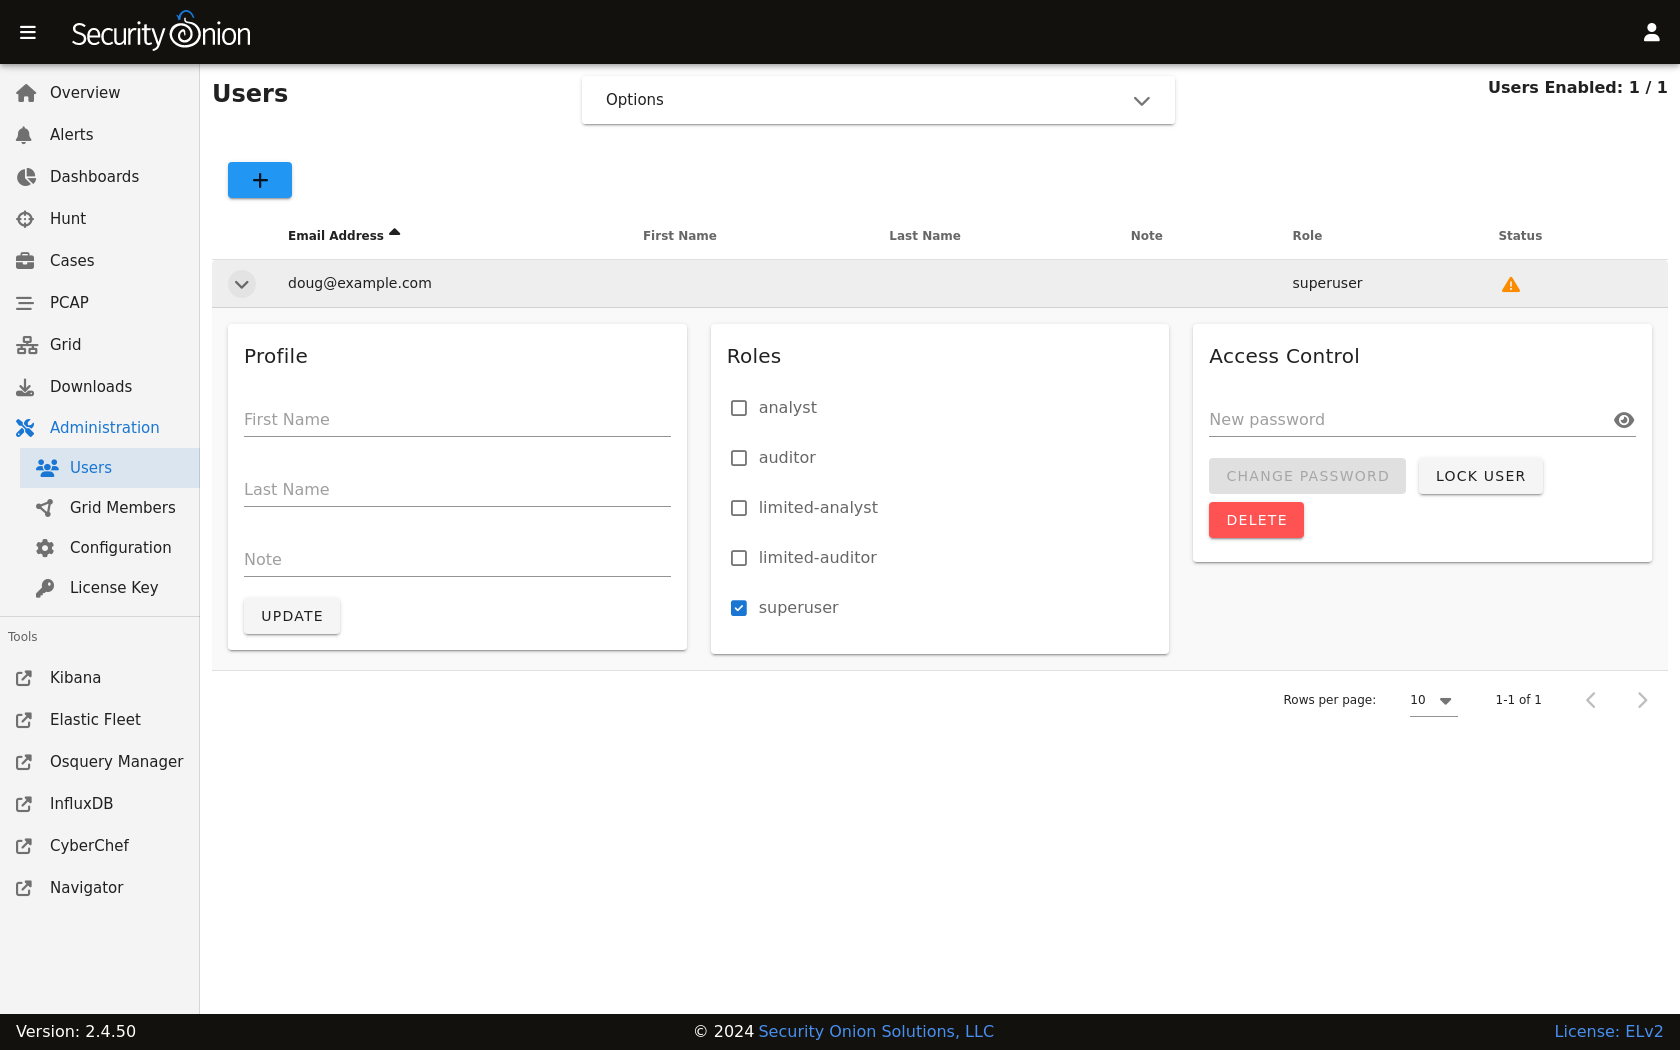 Security Onion
Overview
Alerts
Dashboards
Hunt
Cases
PCAP
Grid
Downloads
Administration
Users
Grid Members
Configuration
License Key
Tools
Kibana
Elastic Fleet
Osquery Manager
InfluxDB
CyberChef
Navigator
Users
Options
Users Enabled: 1 / 1
Email Address First Name Last Name Note Role Status
doug@example.com superuser
Profile
First Name
Last Name
Note
UPDATE
Roles
analyst
auditor
limited-analyst
limited-auditor
superuser
Access Control
New password
CHANGE PASSWORD LOCK USER
DELETE
Rows per page: 10 1-1 of 1
Version: 2.4.50 © 2024 Security Onion Solutions, LLC License: ELv2